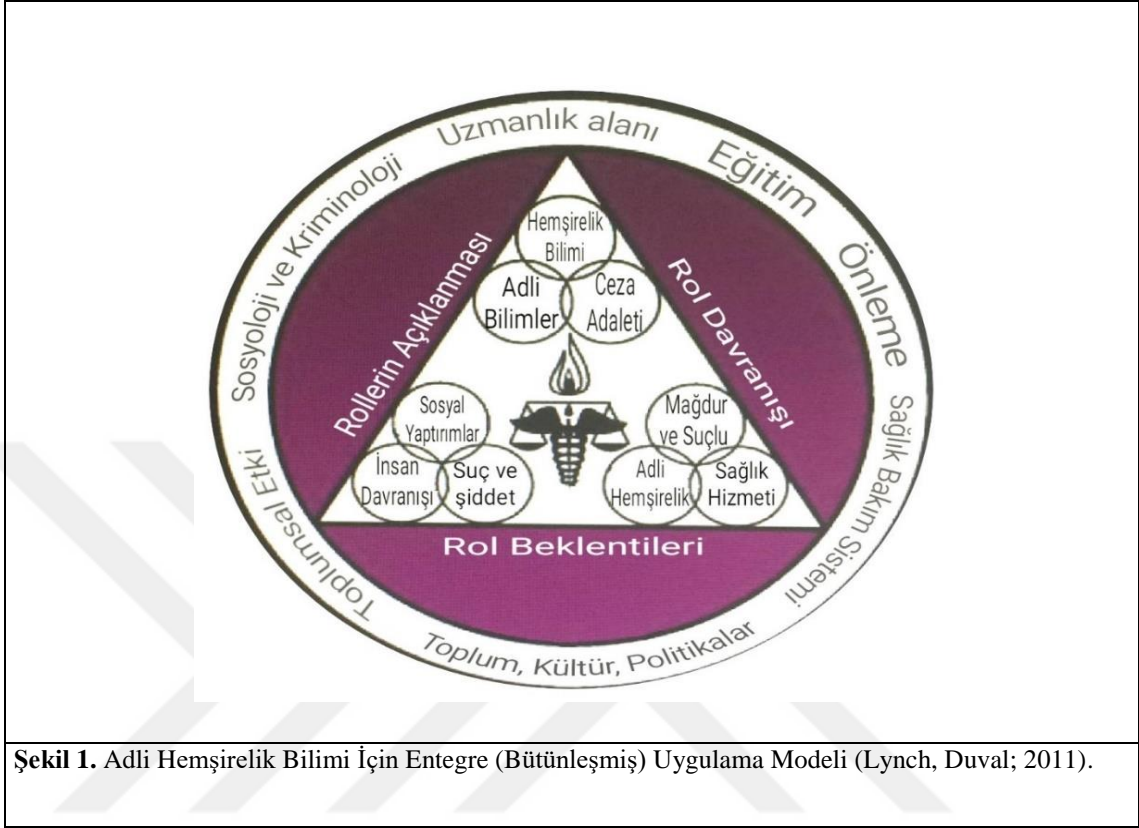 Uzmanlık alanı
Eğitim
Önleme
Sağlık Bakım Sistemi
Toplum, Kültür, Politikalar
Toplumsal Etki
Sosyoloji ve Kriminoloji
Rollerin Açıklanması
Rol Davranışı
Rol Beklentileri
Hemşirelik
Bilimi
Adli
Bilimler
Ceza
Adaleti
Sosyal
Yaptırımlar
İnsan
Davranışı
Suç ve
şiddet
Mağdur
ve Suçlu
Adli
Hemşirelik
Sağlık
Hizmeti
Şekil 1. Adli Hemşirelik Bilimi İçin Entegre (Bütünleşmiş) Uygulama Modeli (Lynch, Duval; 2011).